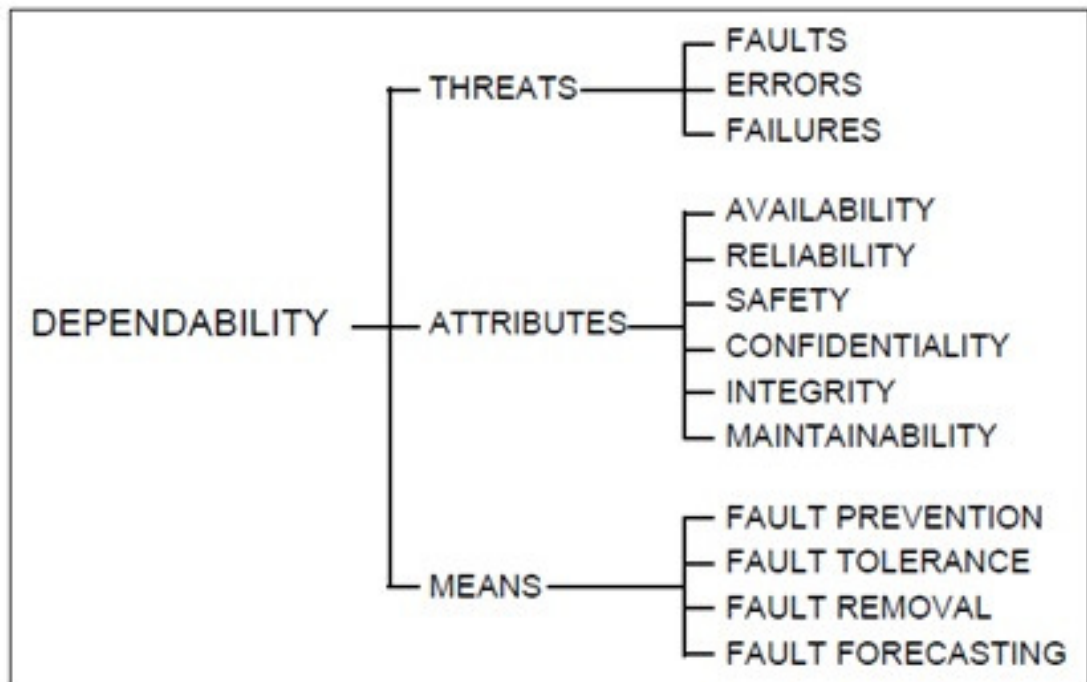 DEPENDABILITY
THREATS
FAULTS
ERRORS
FAILURES
ATTRIBUTES
AVAILABILITY
RELIABILITY
SAFETY
CONFIDENTIALITY
INTEGRITY
MAINTAINABILITY
MEANS
FAULT PREVENTION
FAULT TOLERANCE
FAULT REMOVAL
FAULT FORECASTING